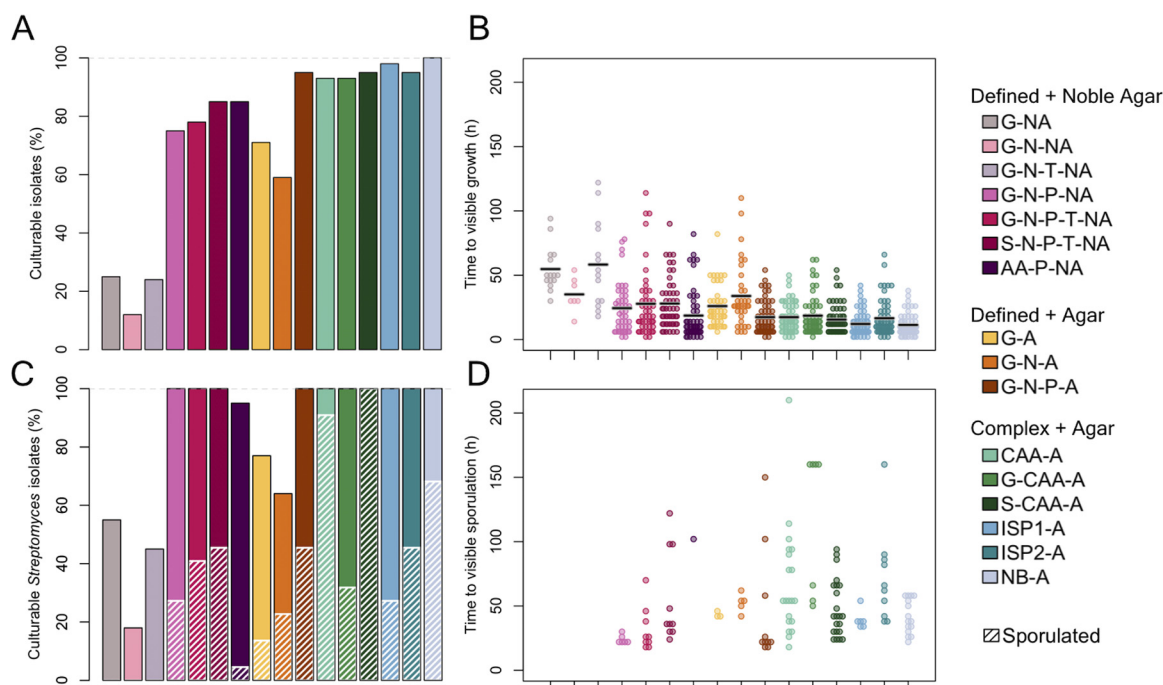 A
Culturable isolates (%)
100
80
60
40
20
0
B
Time to visible growth (h)
200
150
100
50
0
C
Culturable Streptomyces isolates (%)
100
80
60
40
20
0
D
Time to visible sporulation (h)
200
150
100
50
0
Defined + Noble Agar
G-NA
G-N-NA
G-N-T-NA
G-N-P-NA
G-N-P-T-NA
S-N-P-T-NA
AA-P-NA
Defined + Agar
G-A
G-N-A
G-N-P-A
Complex + Agar
CAA-A
G-CAA-A
S-CAA-A
ISP1-A
ISP2-A
NB-A
Sporulated